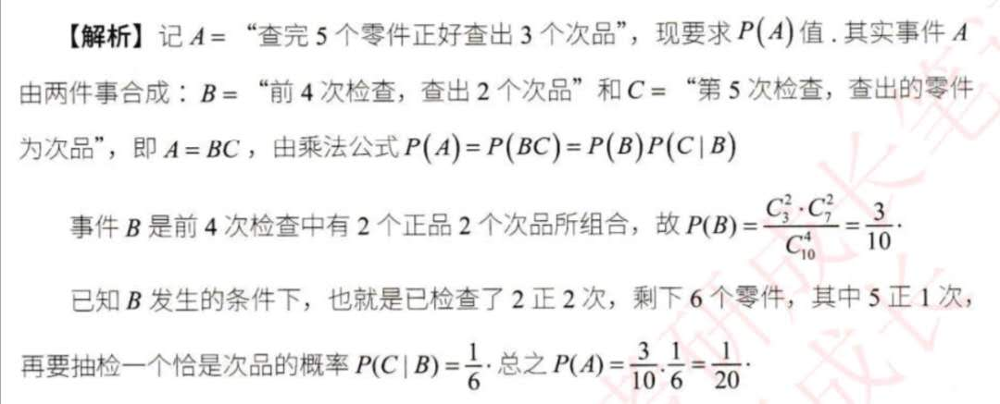 【解析】记 A = “查完 5 个零件正好查出 3 个次品”，现要求 P(A) 值 . 其实事件 A
由两件事合成：B = “前 4 次检查，查出 2 个次品” 和 C = “第 5 次检查，查出的零件
为次品”，即 A = BC ，由乘法公式 P(A) = P(BC) = P(B)P(C | B)
事件 B 是前 4 次检查中有 2 个正品 2 个次品所组合，故 P(B) = \frac{C_3^2 \cdot C_7^2}{C_{10}^4} = \frac{3}{10}.
已知 B 发生的条件下，也就是已检查了 2 正 2 次，剩下 6 个零件，其中 5 正 1 次，
再要抽检一个恰是次品的概率 P(C | B) = \frac{1}{6}. 总之 P(A) = \frac{3}{10} \cdot \frac{1}{6} = \frac{1}{20}.